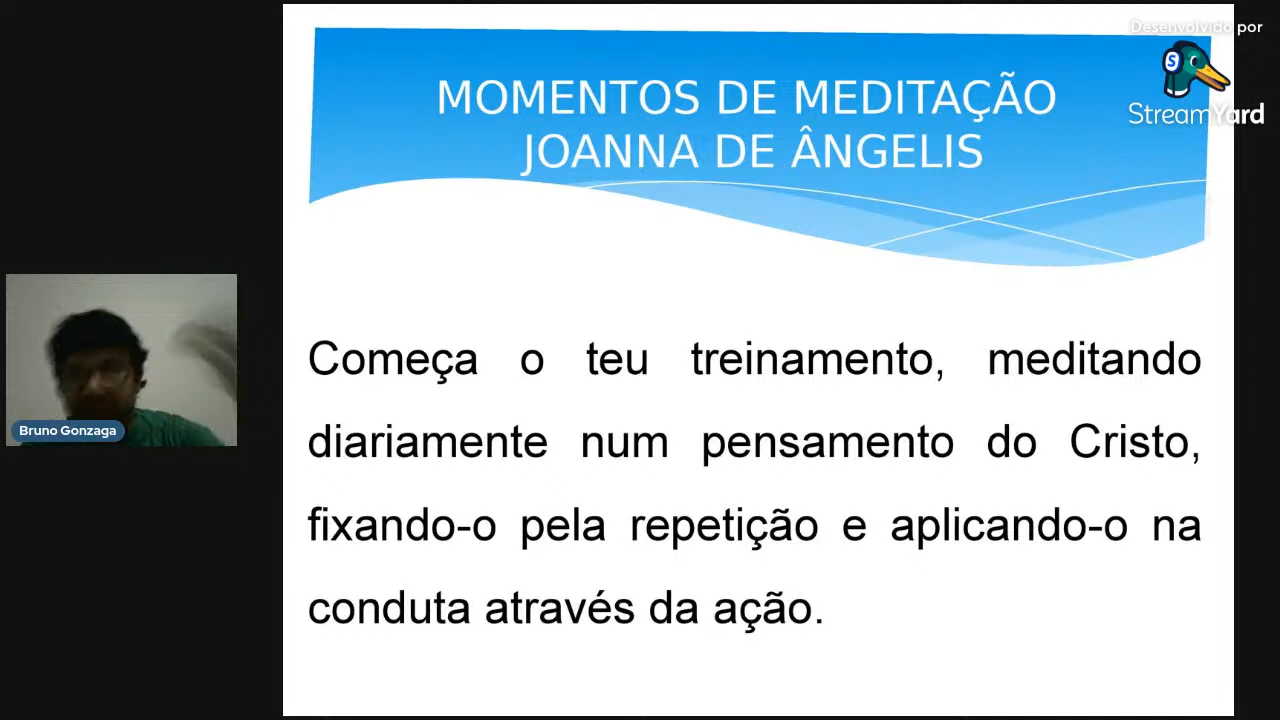 Desenvolvido por
S
StreamYard
MOMENTOS DE MEDITAÇÃO
JOANNA DE ÂNGELIS
Bruno Gonzaga
Começa o teu treinamento, meditando
diariamente num pensamento do Cristo,
fixando-o pela repetição e aplicando-o na
conduta através da ação.